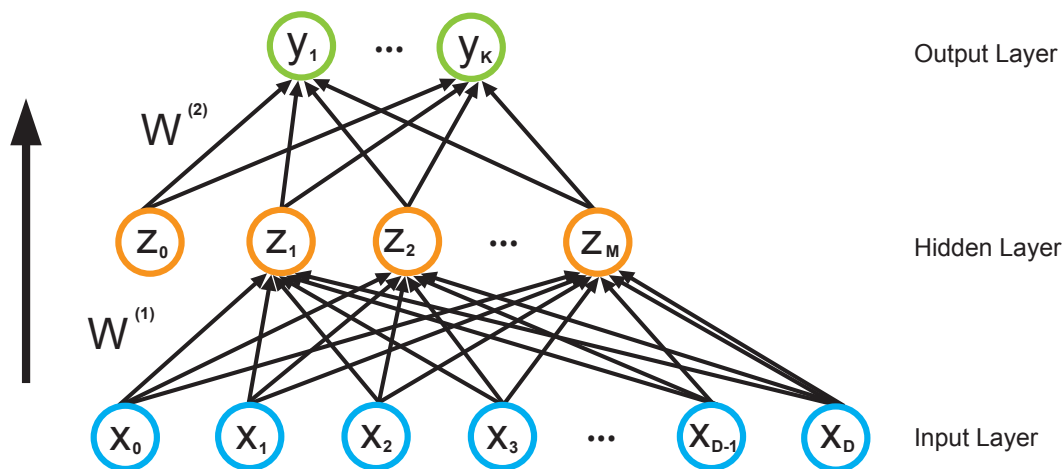 y₁ ... yK Output Layer
W⁽²⁾
z₀ z₁ z₂ ... zM Hidden Layer
W⁽¹⁾
x₀ x₁ x₂ x₃ ... xD-1 xD Input Layer